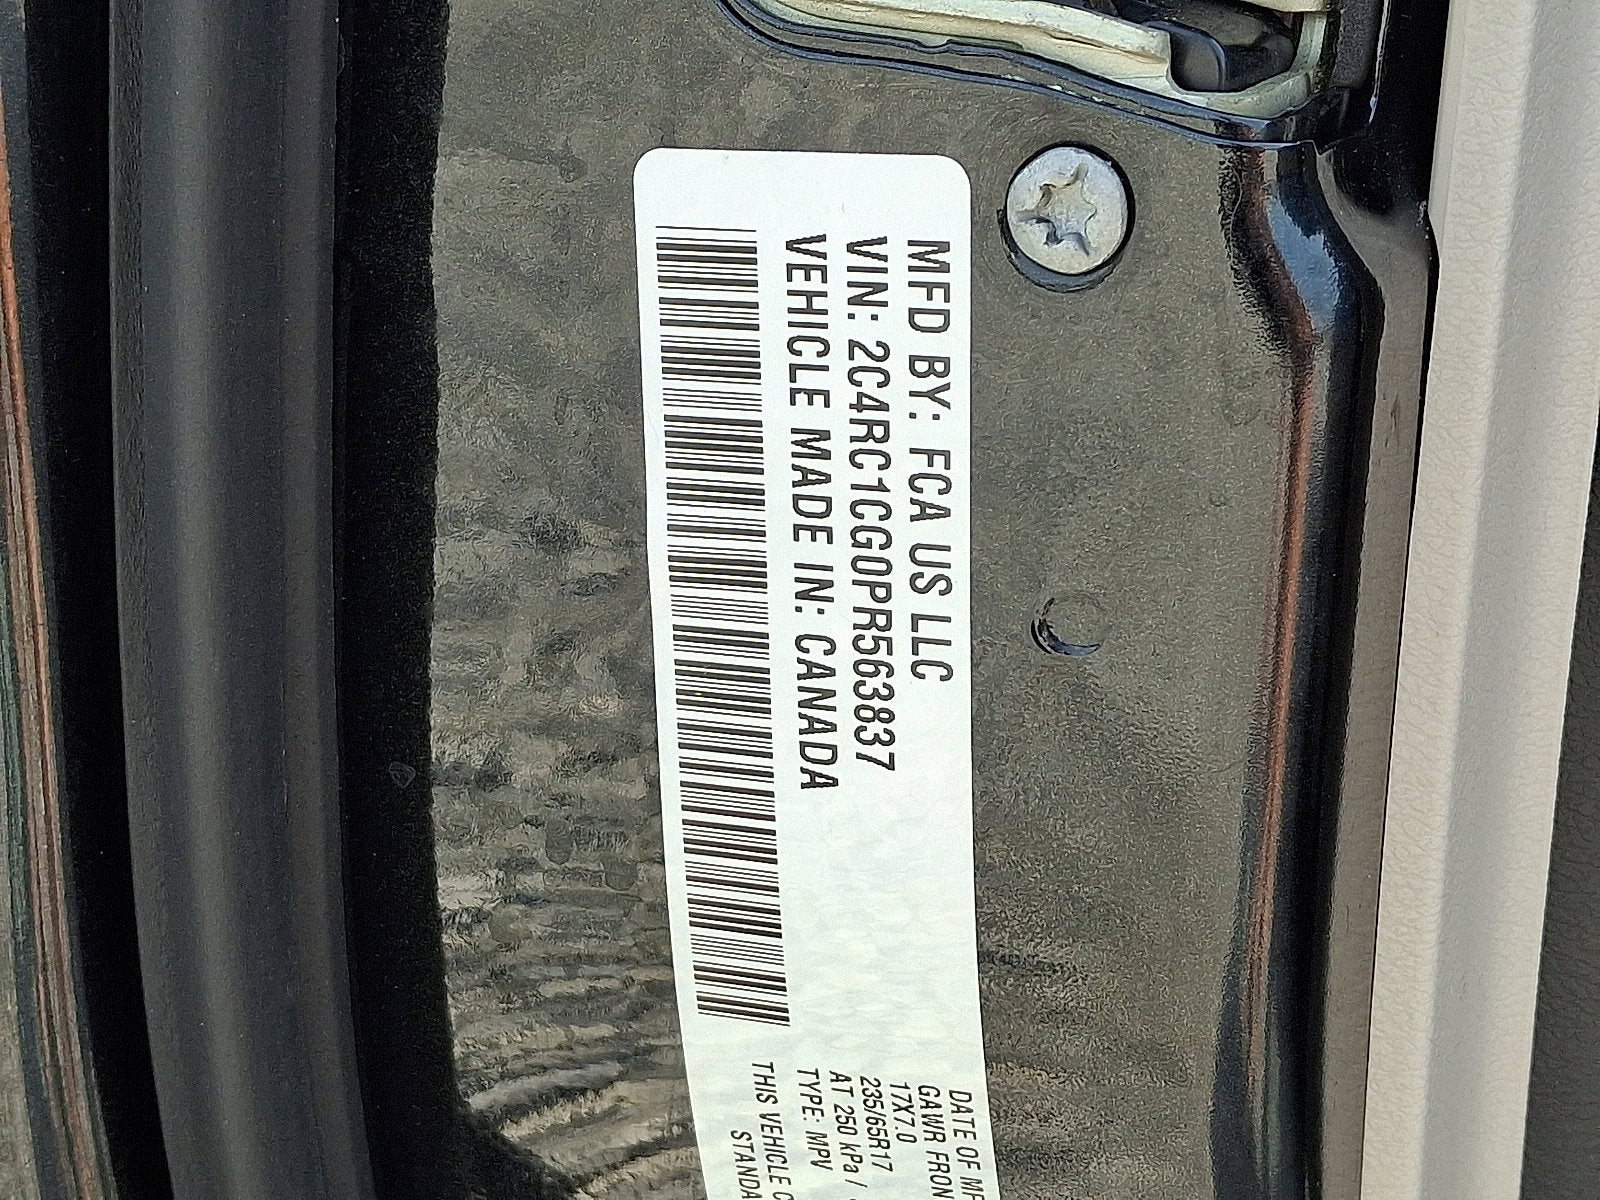 MFD BY: FCA US LLC
VIN: 2C4RC1CG0PR563837
VEHICLE MADE IN: CANADA
DATE OF MF
GAWR FRON
17X7.0
235/65R17
AT 250 kPa /
TYPE: MPV
THIS VEHICLE C
STANDA